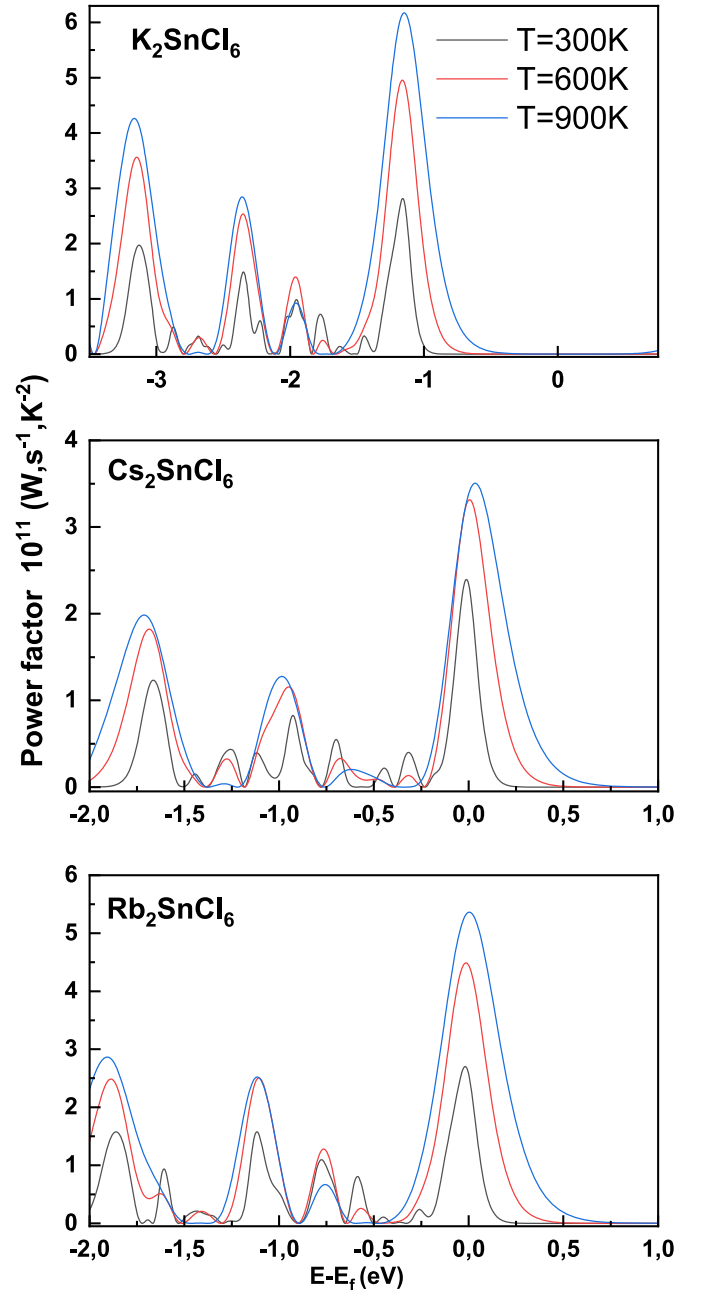 Power factor 10¹¹ (W,s⁻¹,K⁻²)
K₂SnCl₆
T=300K
T=600K
T=900K
6
5
4
3
2
1
0
-3 -2 -1 0
Cs₂SnCl₆
4
3
2
1
0
-2,0 -1,5 -1,0 -0,5 0,0 0,5 1,0
Rb₂SnCl₆
6
5
4
3
2
1
0
-2,0 -1,5 -1,0 -0,5 0,0 0,5 1,0
E-E_f (eV)